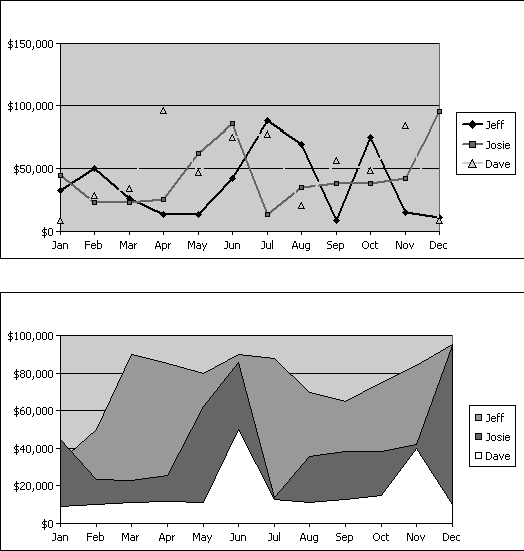 $150,000
$100,000
$50,000
$0
Jan Feb Mar Apr May Jun Jul Aug Sep Oct Nov Dec
Jeff
Josie
Dave
$100,000
$80,000
$60,000
$40,000
$20,000
$0
Jan Feb Mar Apr May Jun Jul Aug Sep Oct Nov Dec
Jeff
Josie
Dave